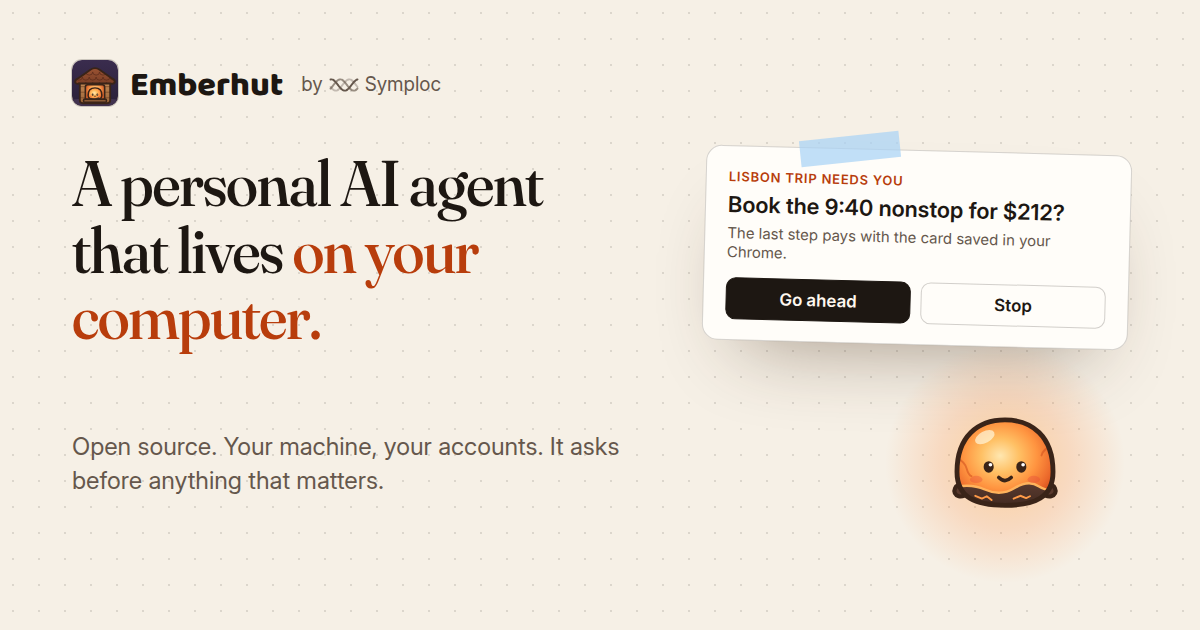 Emberhut by Symploc
A personal AI agent
that lives on your
computer.
Open source. Your machine, your accounts. It asks
before anything that matters.
LISBON TRIP NEEDS YOU
Book the 9:40 nonstop for $212?
The last step pays with the card saved in your
Chrome.
Go ahead
Stop